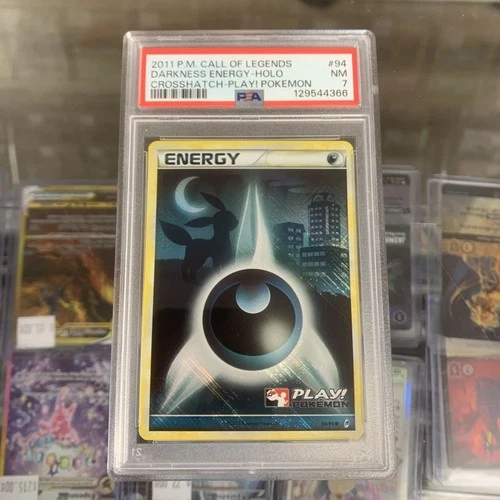 2011 P.M. CALL OF LEGENDS #94
DARKNESS ENERGY-HOLO NM
CROSSHATCH-PLAY! POKEMON 7
PSA 129544366
ENERGY
PLAY!
POKÉMON